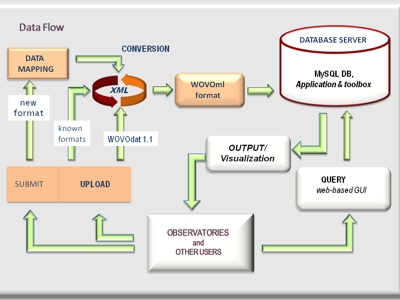 Data Flow
DATA
MAPPING
CONVERSION
XML
WOVOml
format
DATABASE SERVER
MySQL DB,
Application & toolbox
new
format
known
formats
WOVOdat 1.1
OUTPUT/
Visualization
SUBMIT
UPLOAD
QUERY
web-based GUI
OBSERVATORIES
and
OTHER USERS